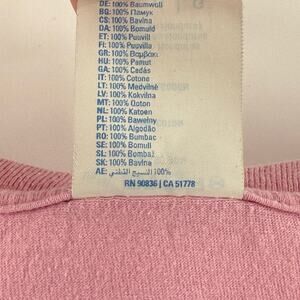 DE: 100% Baumwoll
BG: 100% Памук
CS: 100% Bavlna
DA: 100% Bomuld
ET: 100% Puuvill
FI: 100% Puuvilla
GR: 100% Βαμβάκι
HU: 100% Pamut
GA: 100% Cadás
IT: 100% Cotone
LT: 100% Medvilnė
LV: 100% Kokvilna
MT: 100% Qoton
NL: 100% Katoen
PL: 100% Bawełny
PT: 100% Algodão
RO: 100% Bumbac
SE: 100% Bomull
SL: 100% Bombaž
SK: 100% Bavlna
AE: 100% النسيج القطني
RN 90836 | CA 51778